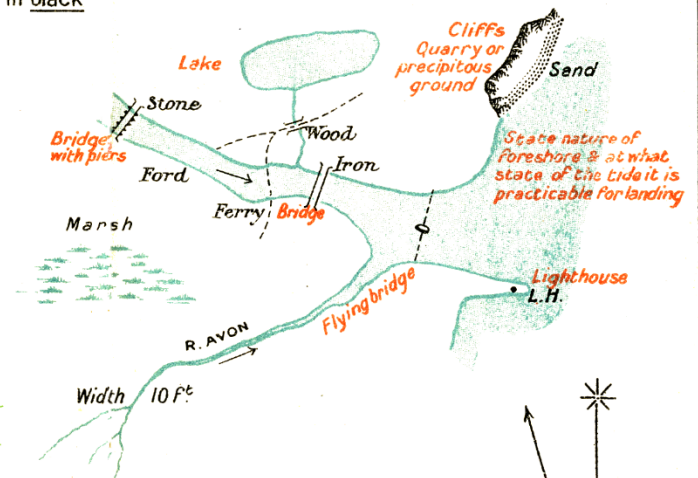 in black
Cliffs
Quarry or
precipitous
ground
Sand
Lake
Stone
Wood
Bridge
with piers
Iron
Ford
Ferry
Bridge
State nature of
foreshore & at what
state of the tide it is
practicable for landing
Marsh
Lighthouse
L.H.
Flying bridge
R. AVON
Width 10 ft